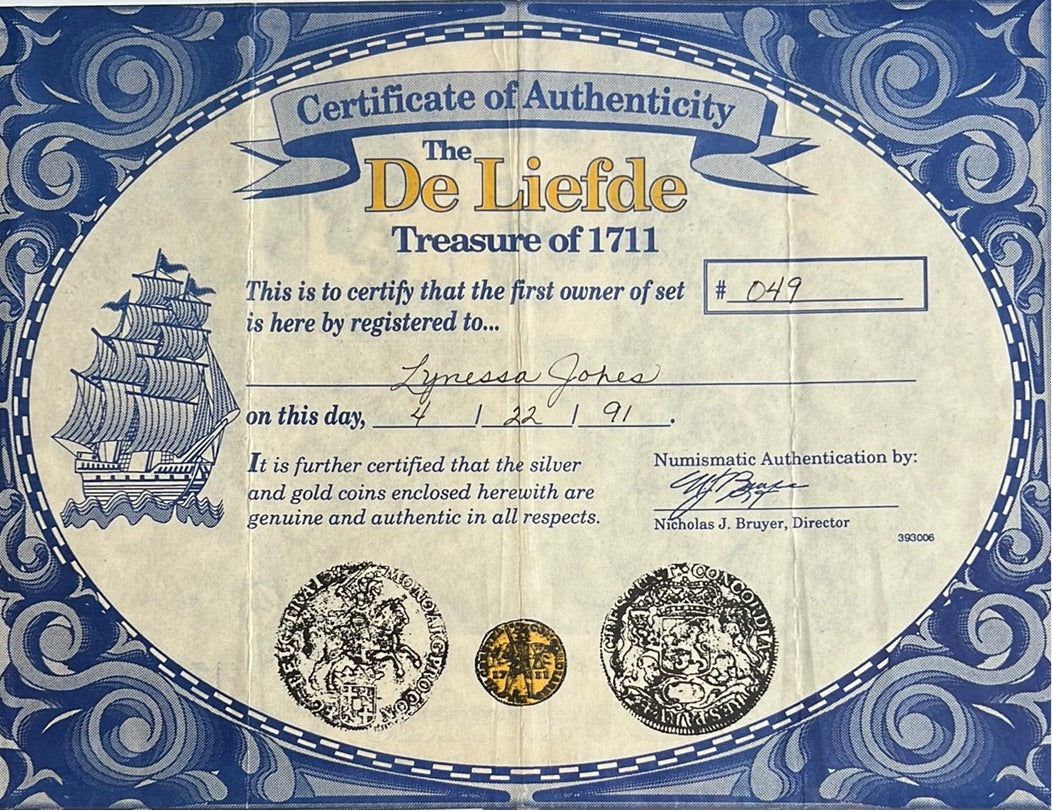 Certificate of Authenticity
The
De Liefde
Treasure of 1711
This is to certify that the first owner of set
# 049
is here by registered to...
Lynessa Jones
on this day, 4 / 22 / 91 .
It is further certified that the silver
and gold coins enclosed herewith are
genuine and authentic in all respects.
Numismatic Authentication by:
Nicholas J. Bruyer, Director
393006
CONCORDIA
17 11